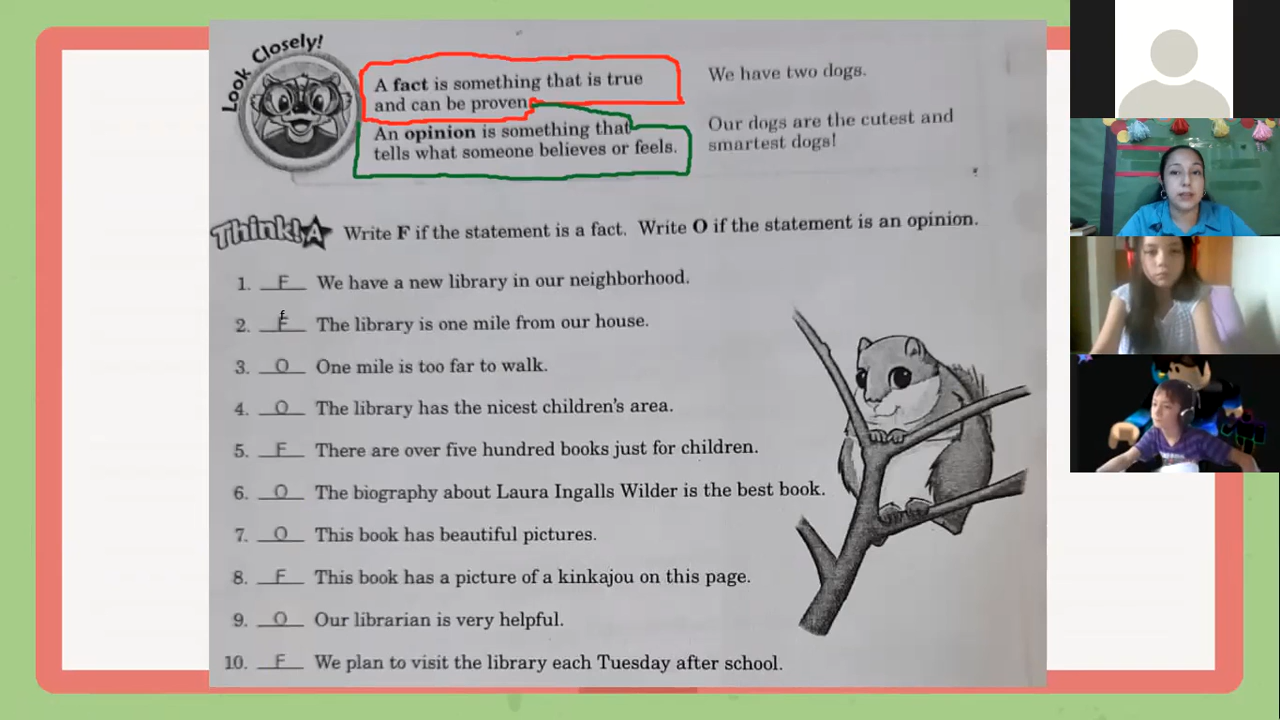 Look Closely!
A fact is something that is true
and can be proven
We have two dogs.
An opinion is something that
tells what someone believes or feels.
Our dogs are the cutest and
smartest dogs!
Think! A Write F if the statement is a fact. Write O if the statement is an opinion.
1. F We have a new library in our neighborhood.
2. F The library is one mile from our house.
3. O One mile is too far to walk.
4. O The library has the nicest children's area.
5. F There are over five hundred books just for children.
6. O The biography about Laura Ingalls Wilder is the best book.
7. O This book has beautiful pictures.
8. F This book has a picture of a kinkajou on this page.
9. O Our librarian is very helpful.
10. F We plan to visit the library each Tuesday after school.